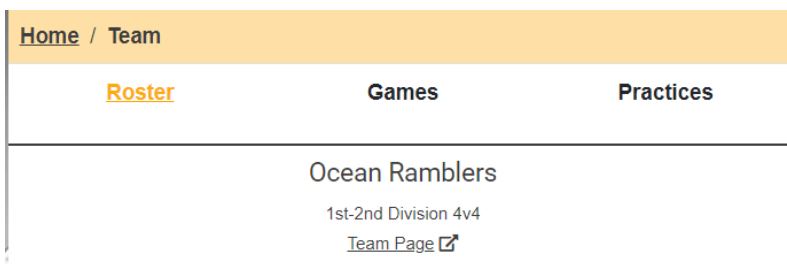 Home / Team
Roster Games Practices
Ocean Ramblers
1st-2nd Division 4v4
Team Page